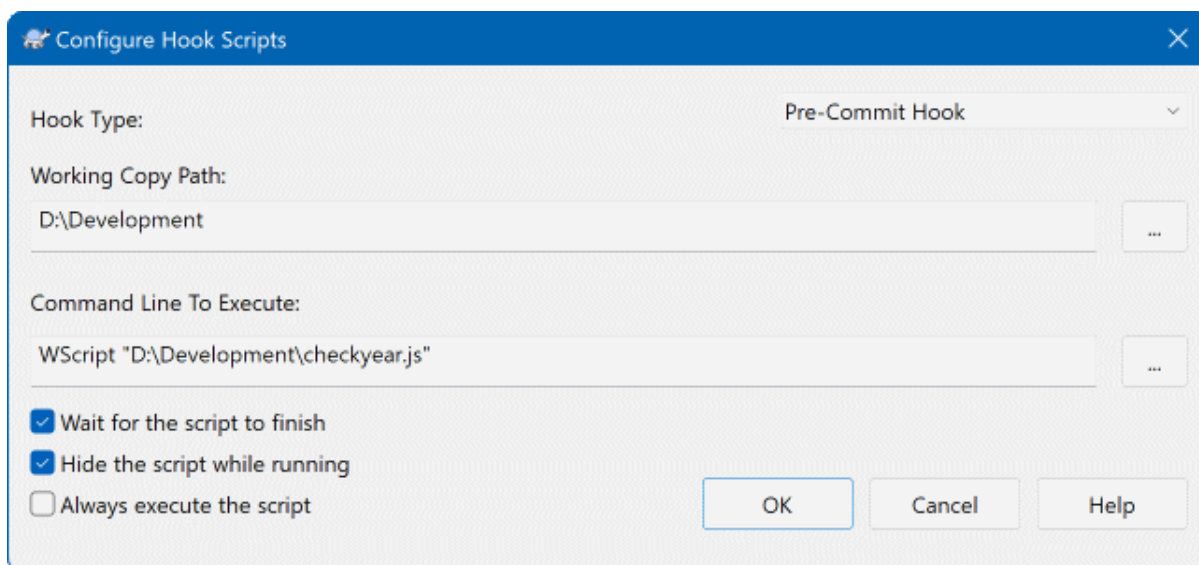 Configure Hook Scripts
Hook Type:
Pre-Commit Hook
Working Copy Path:
D:\Development
...
Command Line To Execute:
WScript "D:\Development\checkyear.js"
...
Wait for the script to finish
Hide the script while running
Always execute the script
OK
Cancel
Help